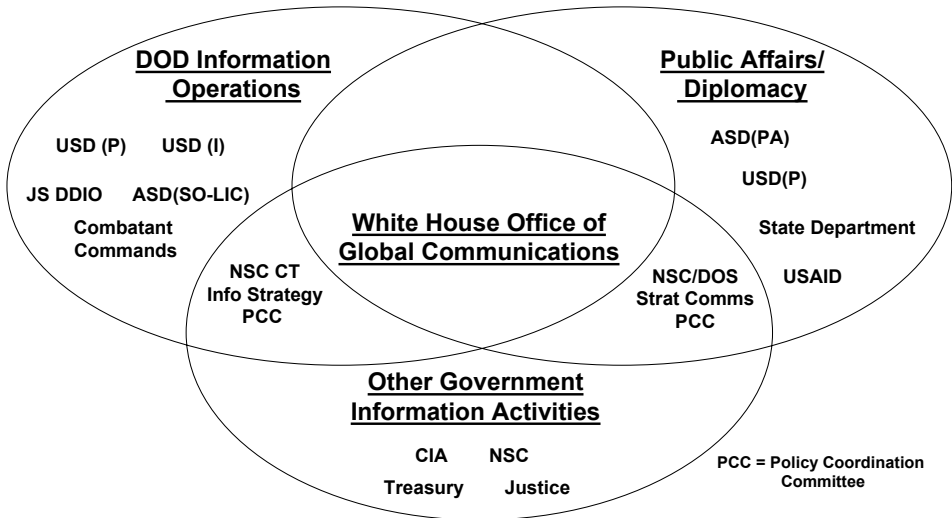 DOD Information
Operations
USD (P) USD (I)
JS DDIO ASD(SO-LIC)
Combatant
Commands
Public Affairs/
Diplomacy
ASD(PA)
USD(P)
State Department
USAID
White House Office of
Global Communications
NSC CT
Info Strategy
PCC
NSC/DOS
Strat Comms
PCC
Other Government
Information Activities
CIA NSC
Treasury Justice
PCC = Policy Coordination
Committee